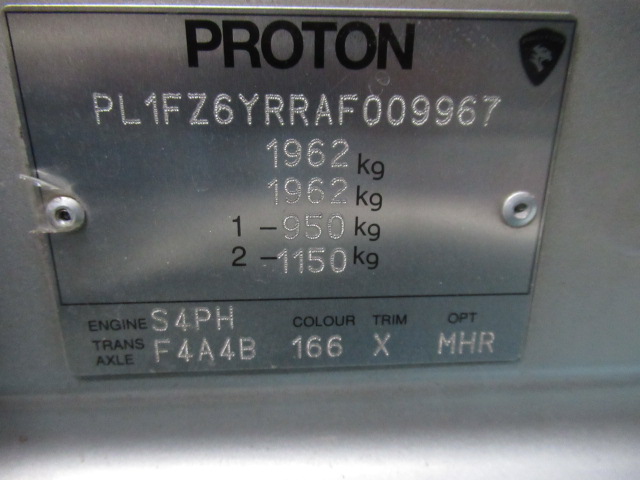 PROTON
PL1FZ6YRRAF009967
1962 kg
1962 kg
1 - 950 kg
2 - 1150 kg
ENGINE S4PH COLOUR TRIM OPT
TRANS AXLE F4A4B 166 X MHR